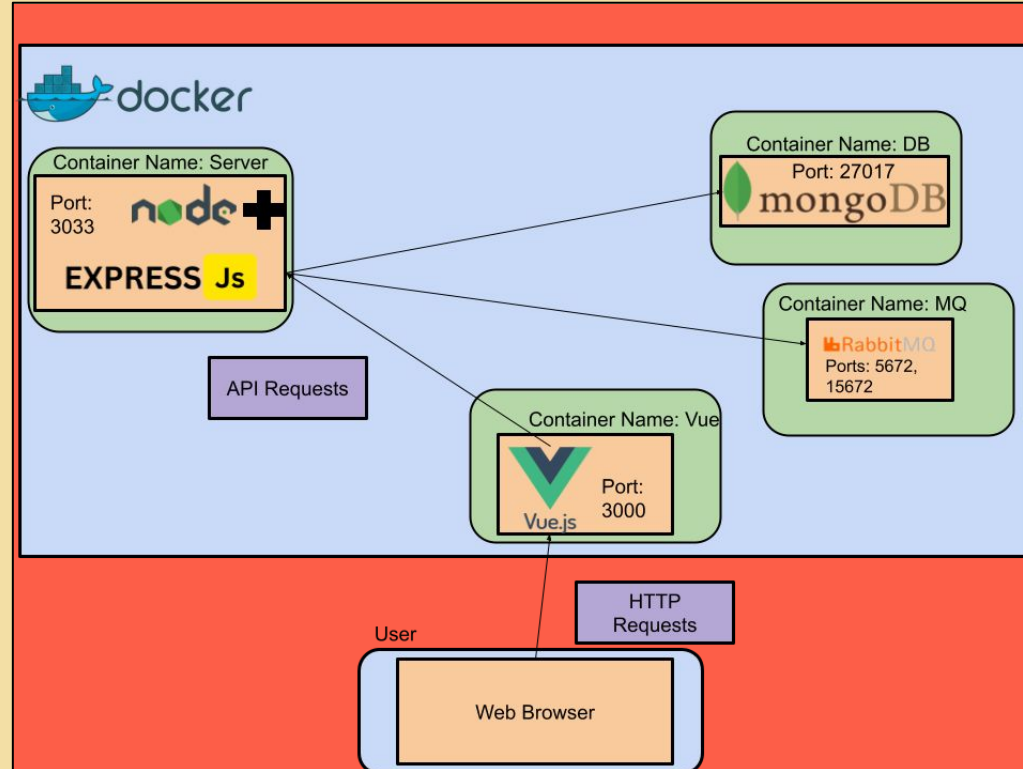 docker
Container Name: Server
Port:
3033
node
EXPRESS Js
Container Name: DB
Port: 27017
mongoDB
Container Name: MQ
RabbitMQ
Ports: 5672,
15672
API Requests
Container Name: Vue
Port:
3000
Vue.js
HTTP
Requests
User
Web Browser